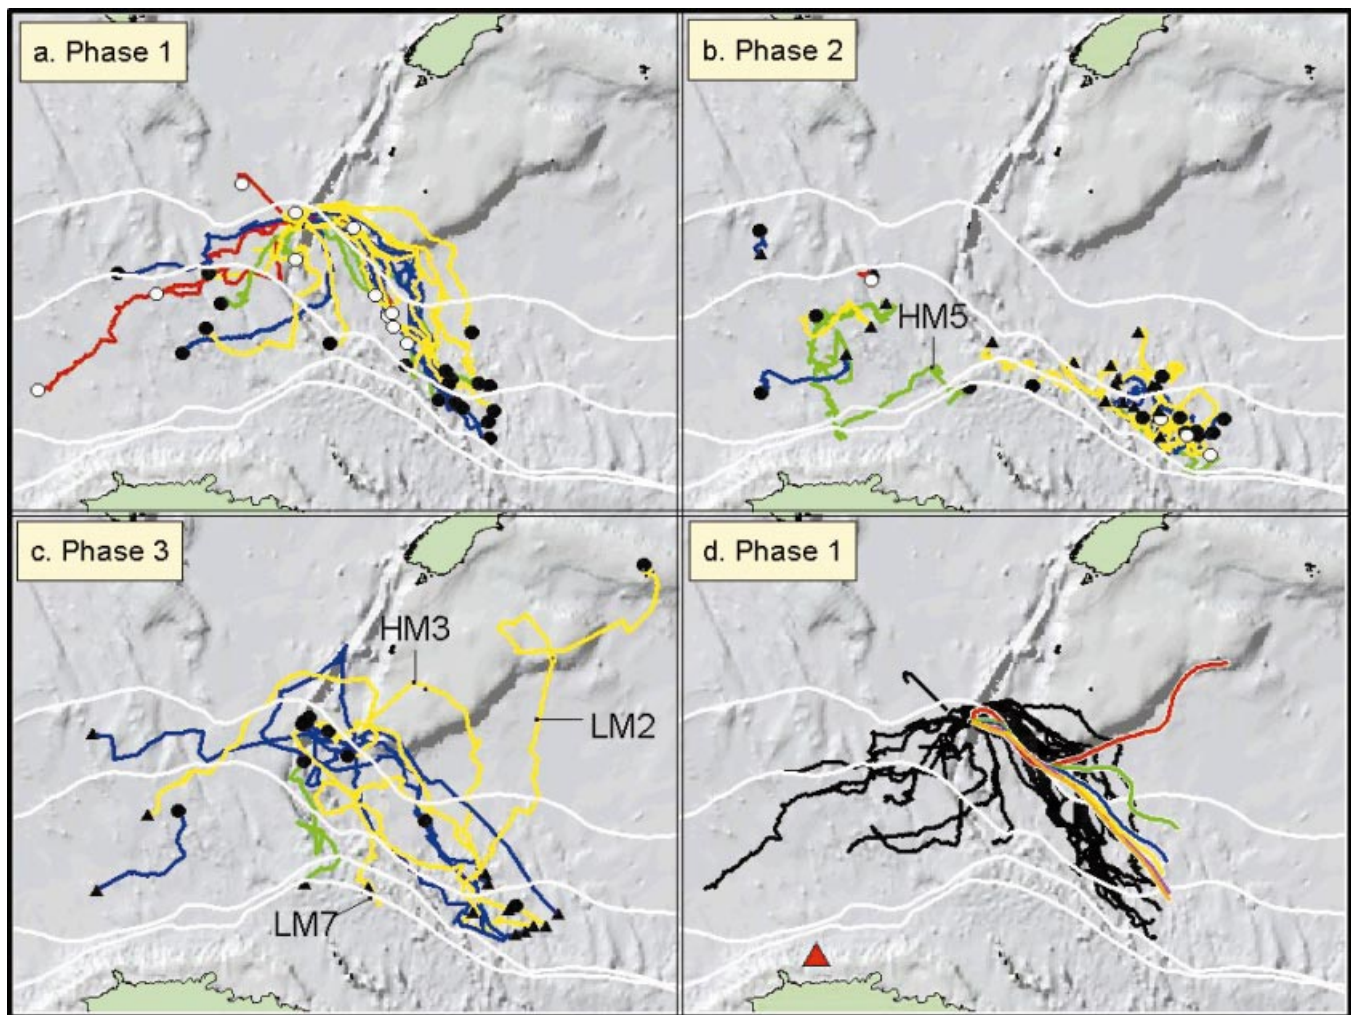 a. Phase 1
b. Phase 2
HM5
c. Phase 3
HM3
LM2
LM7
d. Phase 1